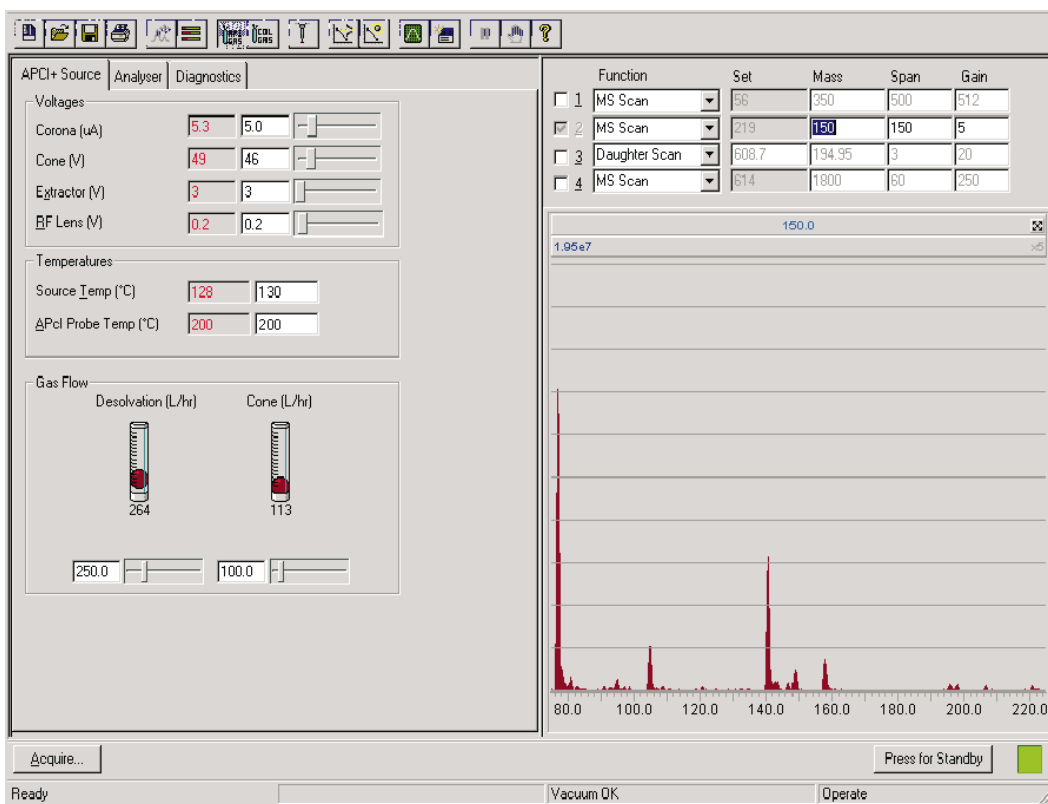 APCI+ Source Analyser Diagnostics
Voltages
Corona (uA) 5.3 5.0
Cone (V) 49 46
Extractor (V) 3 3
RF Lens (V) 0.2 0.2
Temperatures
Source Temp (°C) 128 130
APcI Probe Temp (°C) 200 200
Gas Flow
Desolvation (L/hr) Cone (L/hr)
264 113
250.0 100.0
Function Set Mass Span Gain
1 MS Scan 56 350 500 512
2 MS Scan 219 150 150 5
3 Daughter Scan 608.7 194.95 3 20
4 MS Scan 614 1800 60 250
150.0
1.95e7 x5
80.0 100.0 120.0 140.0 160.0 180.0 200.0 220.0
Acquire... Press for Standby
Ready Vacuum OK Operate